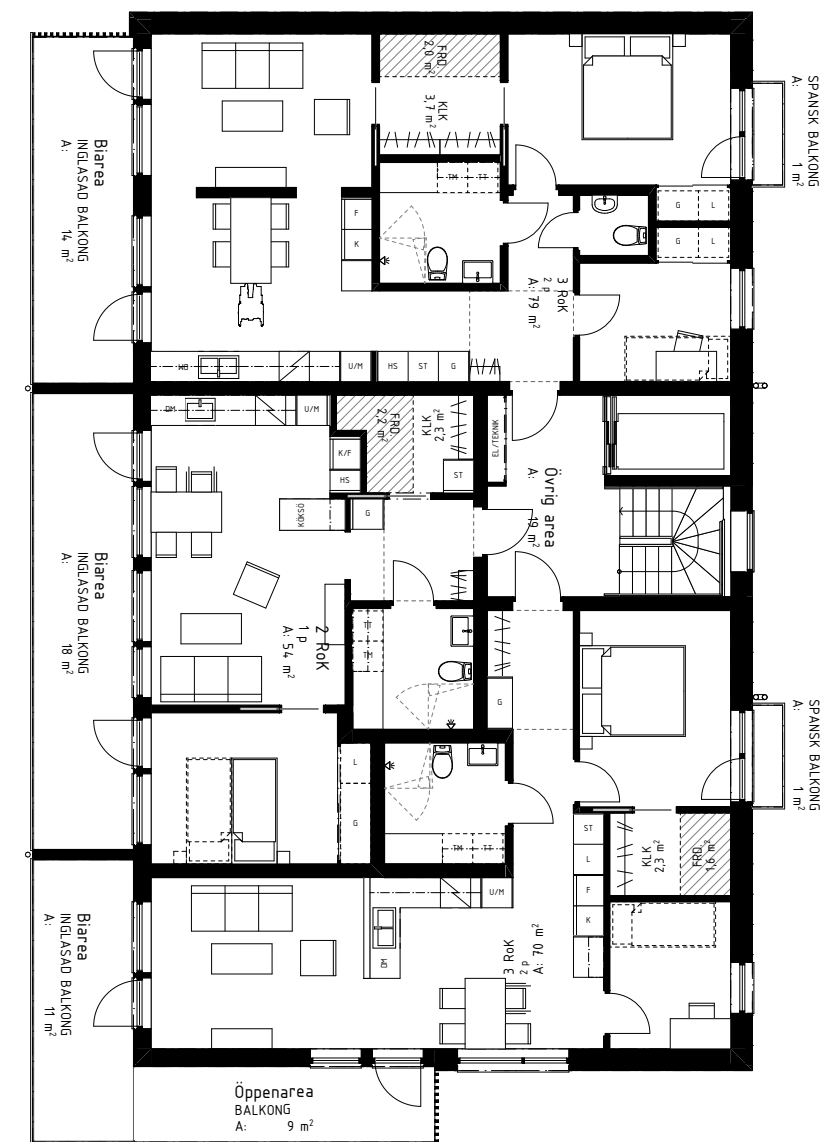 FRD
2,0 m²
KLK
3,7 m²
SPANSK BALKONG
A: 1 m²
Biarea
INGLASAD BALKONG
A: 14 m²
TM
TT
G
L
G
L
F
K
3 RoK
2 p
A: 79 m²
U/M
HS
ST
G
DM
U/M
FRD
2,2 m²
KLK
2,3 m²
EL/TEKNIK
K/F
HS
ST
KÖKSÖ
G
Övrig area
A: 19 m²
Biarea
INGLASAD BALKONG
A: 18 m²
2 RoK
1 p
A: 54 m²
TT
TM
G
SPANSK BALKONG
A: 1 m²
L
G
TM
TT
ST
L
F
K
KLK
2,3 m²
FRD
1,6 m²
U/M
DM
3 RoK
2 p
A: 70 m²
Biarea
INGLASAD BALKONG
A: 11 m²
Öppenarea
BALKONG
A: 9 m²